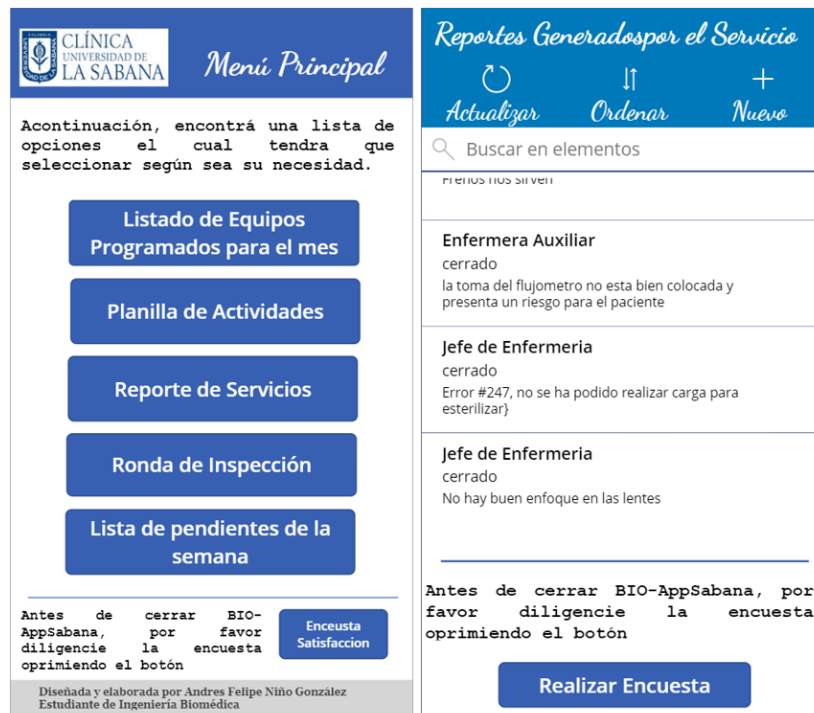 CLÍNICA
UNIVERSIDAD DE
LA SABANA
Menú Principal
Acontinuación, encontrá una lista de
opciones el cual tendra que
seleccionar según sea su necesidad.
Listado de Equipos
Programados para el mes
Planilla de Actividades
Reporte de Servicios
Ronda de Inspección
Lista de pendientes de la
semana
Antes de cerrar BIO-
AppSabana, por favor
diligencie la encuesta
oprimiendo el botón
Enceusta
Satisfaccion
Diseñada y elaborada por Andres Felipe Niño González
Estudiante de Ingeniería Biomédica
Reportes Generadospor el Servicio
Actualizar
Ordenar
Nuevo
Buscar en elementos
Frenos nos sirven
Enfermera Auxiliar
cerrado
la toma del flujometro no esta bien colocada y
presenta un riesgo para el paciente
Jefe de Enfermeria
cerrado
Error #247, no se ha podido realizar carga para
esterilizar}
Jefe de Enfermeria
cerrado
No hay buen enfoque en las lentes
Antes de cerrar BIO-AppSabana, por
favor diligencie la encuesta
oprimiendo el botón
Realizar Encuesta